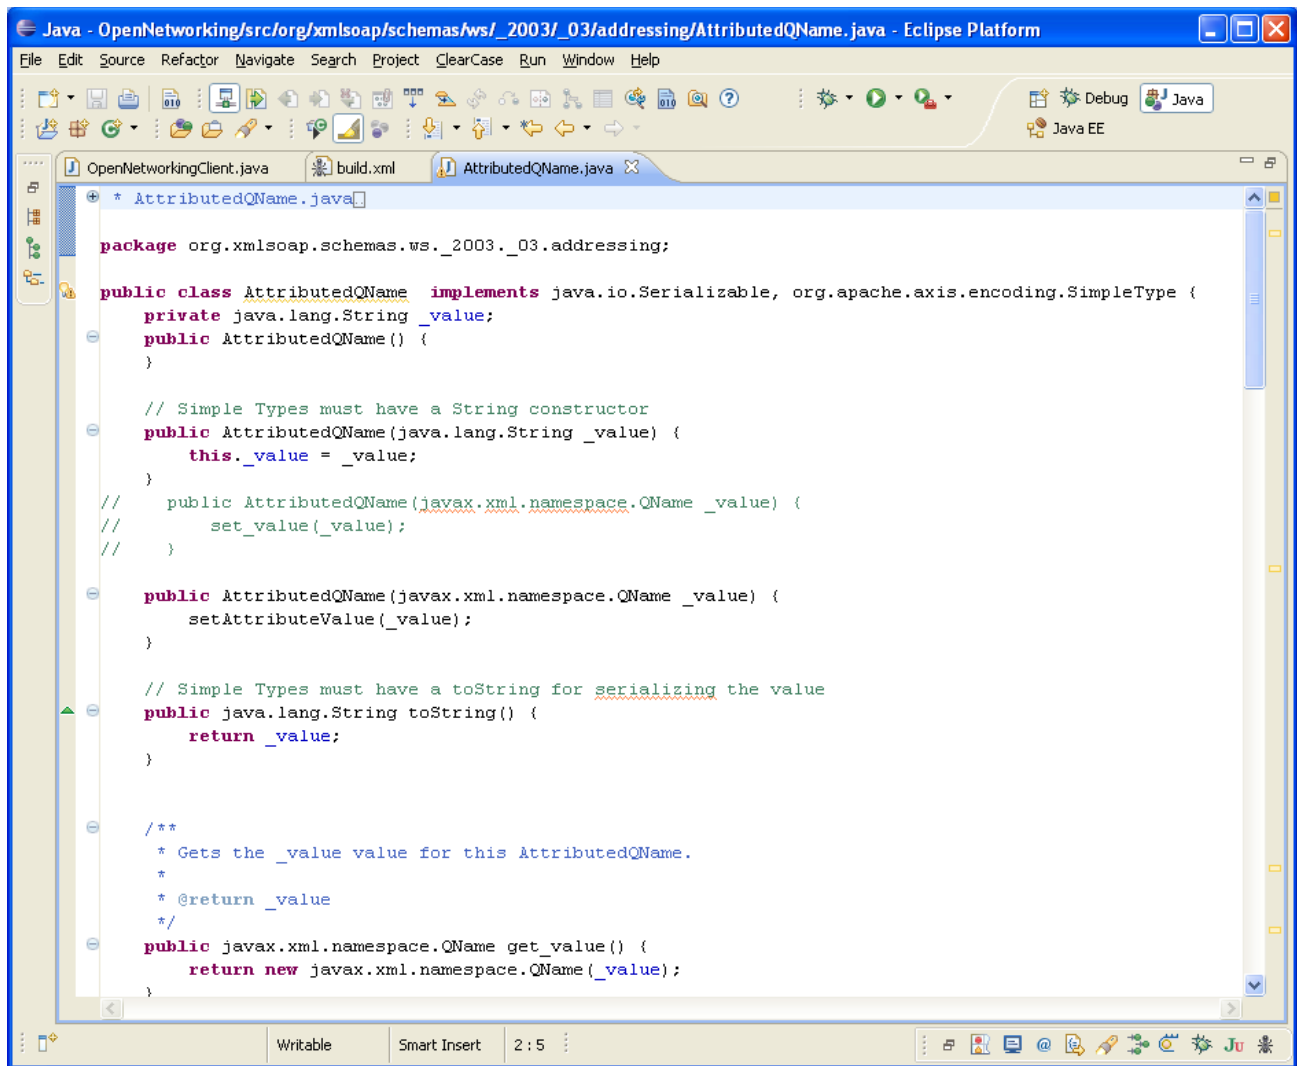 Java - OpenNetworking/src/org/xmlsoap/schemas/ws/_2003/_03/addressing/AttributedQName.java - Eclipse Platform
File Edit Source Refactor Navigate Search Project ClearCase Run Window Help
Debug Java
Java EE
OpenNetworkingClient.java build.xml AttributedQName.java
* AttributedQName.java
package org.xmlsoap.schemas.ws._2003._03.addressing;
public class AttributedQName  implements java.io.Serializable, org.apache.axis.encoding.SimpleType {
    private java.lang.String _value;
    public AttributedQName() {
    }
    // Simple Types must have a String constructor
    public AttributedQName(java.lang.String _value) {
        this._value = _value;
    }
//    public AttributedQName(javax.xml.namespace.QName _value) {
//        set_value(_value);
//    }
    public AttributedQName(javax.xml.namespace.QName _value) {
        setAttributeValue(_value);
    }
    // Simple Types must have a toString for serializing the value
    public java.lang.String toString() {
        return _value;
    }
    /**
     * Gets the _value value for this AttributedQName.
     *
     * @return _value
     */
    public javax.xml.namespace.QName get_value() {
        return new javax.xml.namespace.QName(_value);
    }
Writable Smart Insert 2 : 5 @ Ju